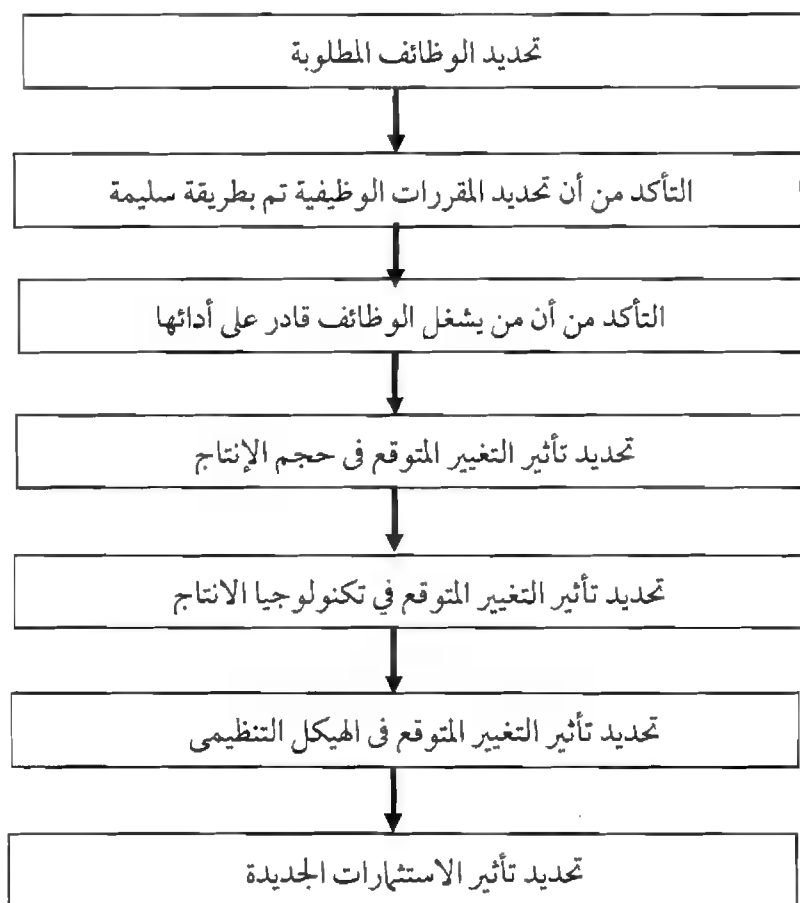 تحديد الوظائف المطلوبة
التأكد من أن تحديد المقررات الوظيفية تم بطريقة سليمة
التأكد من أن من يشغل الوظائف قادر على أدائها
تحديد تأثير التغيير المتوقع فى حجم الإنتاج
تحديد تأثير التغيير المتوقع في تكنولوجيا الانتاج
تحديد تأثير التغيير المتوقع فى الهيكل التنظيمى
تحديد تأثير الاستثمارات الجديدة